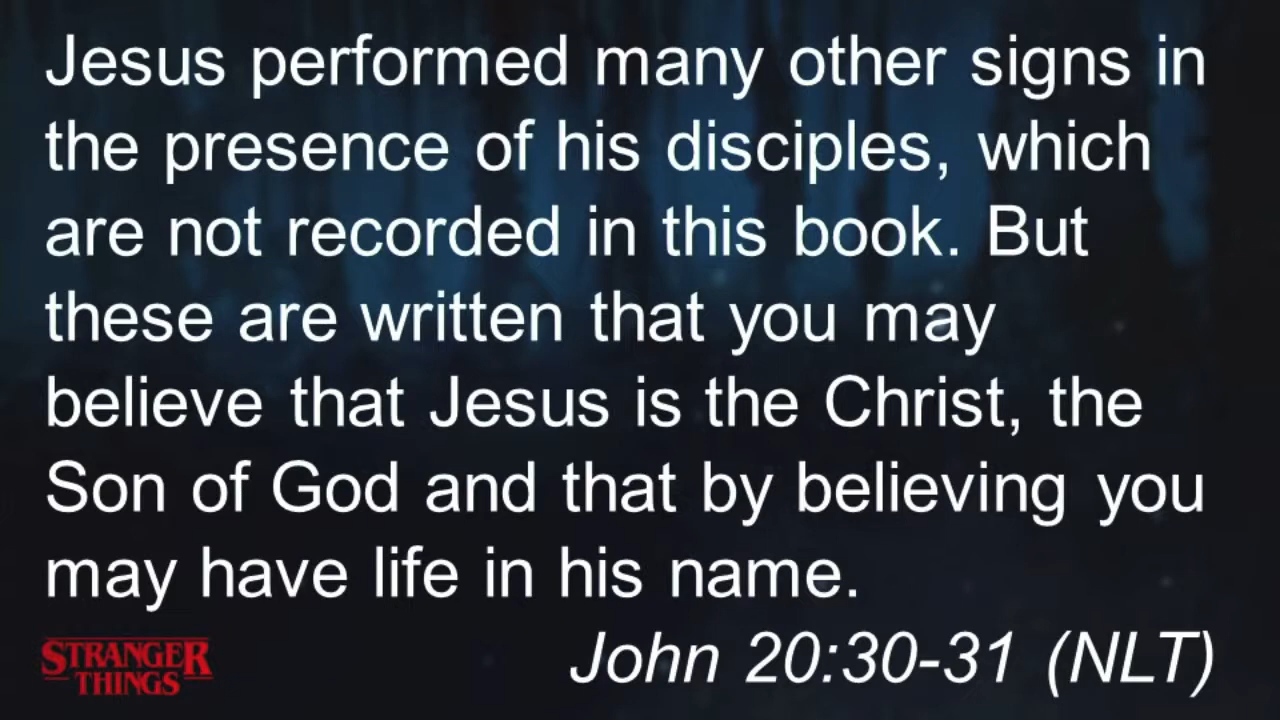 Jesus performed many other signs in
the presence of his disciples, which
are not recorded in this book. But
these are written that you may
believe that Jesus is the Christ, the
Son of God and that by believing you
may have life in his name.
John 20:30-31 (NLT)
STRANGER
THINGS